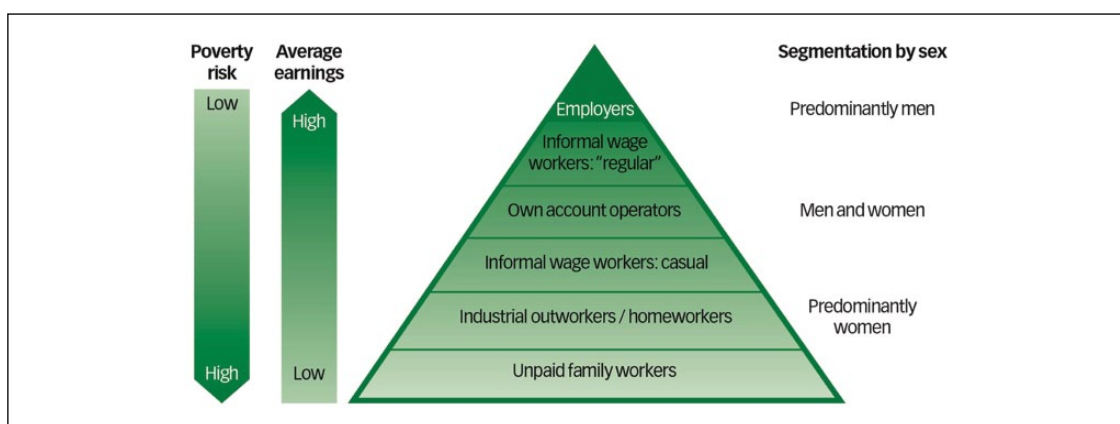 Poverty
risk
Average
earnings
Segmentation by sex
Low
High
Employers
Predominantly men
Informal wage
workers: “regular”
Own account operators
Men and women
Informal wage workers: casual
Industrial outworkers / homeworkers
Predominantly
women
High
Low
Unpaid family workers